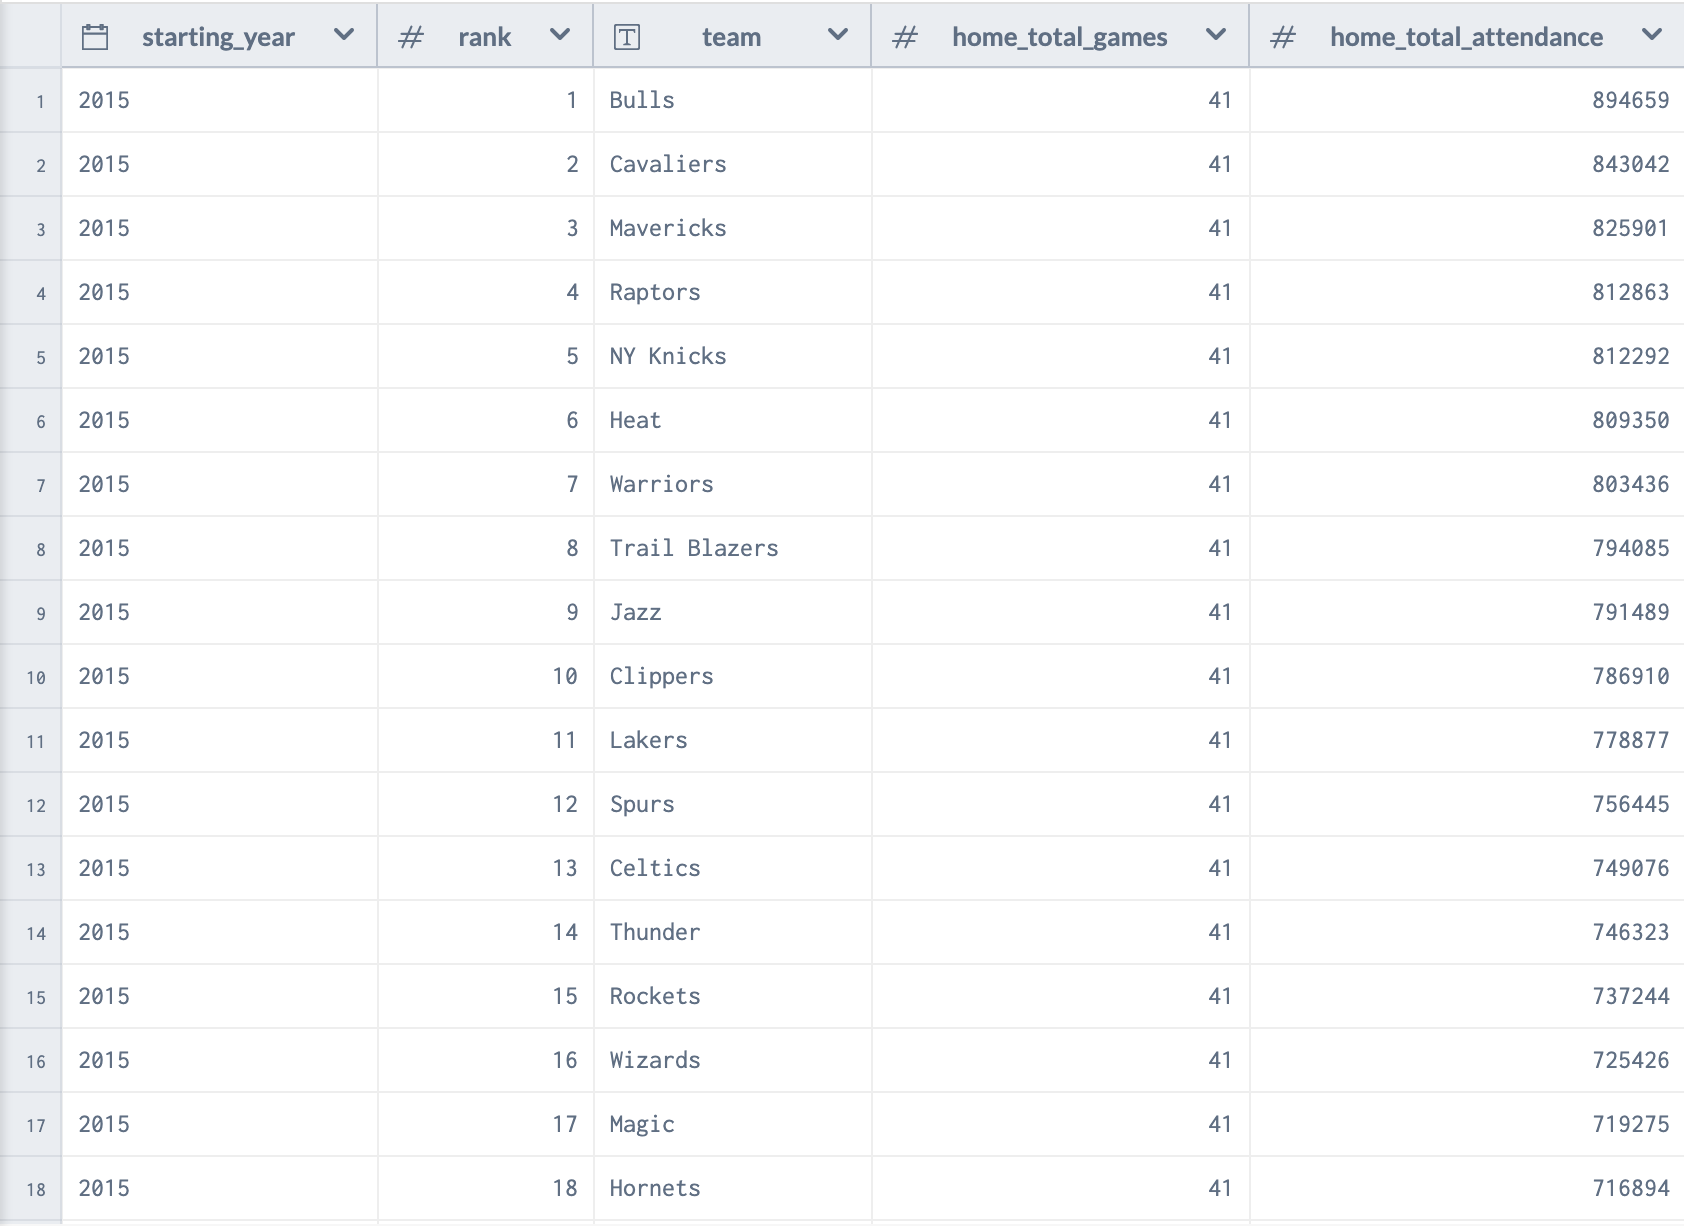 starting_year # rank T team # home_total_games # home_total_attendance
1 2015 1 Bulls 41 894659
2 2015 2 Cavaliers 41 843042
3 2015 3 Mavericks 41 825901
4 2015 4 Raptors 41 812863
5 2015 5 NY Knicks 41 812292
6 2015 6 Heat 41 809350
7 2015 7 Warriors 41 803436
8 2015 8 Trail Blazers 41 794085
9 2015 9 Jazz 41 791489
10 2015 10 Clippers 41 786910
11 2015 11 Lakers 41 778877
12 2015 12 Spurs 41 756445
13 2015 13 Celtics 41 749076
14 2015 14 Thunder 41 746323
15 2015 15 Rockets 41 737244
16 2015 16 Wizards 41 725426
17 2015 17 Magic 41 719275
18 2015 18 Hornets 41 716894